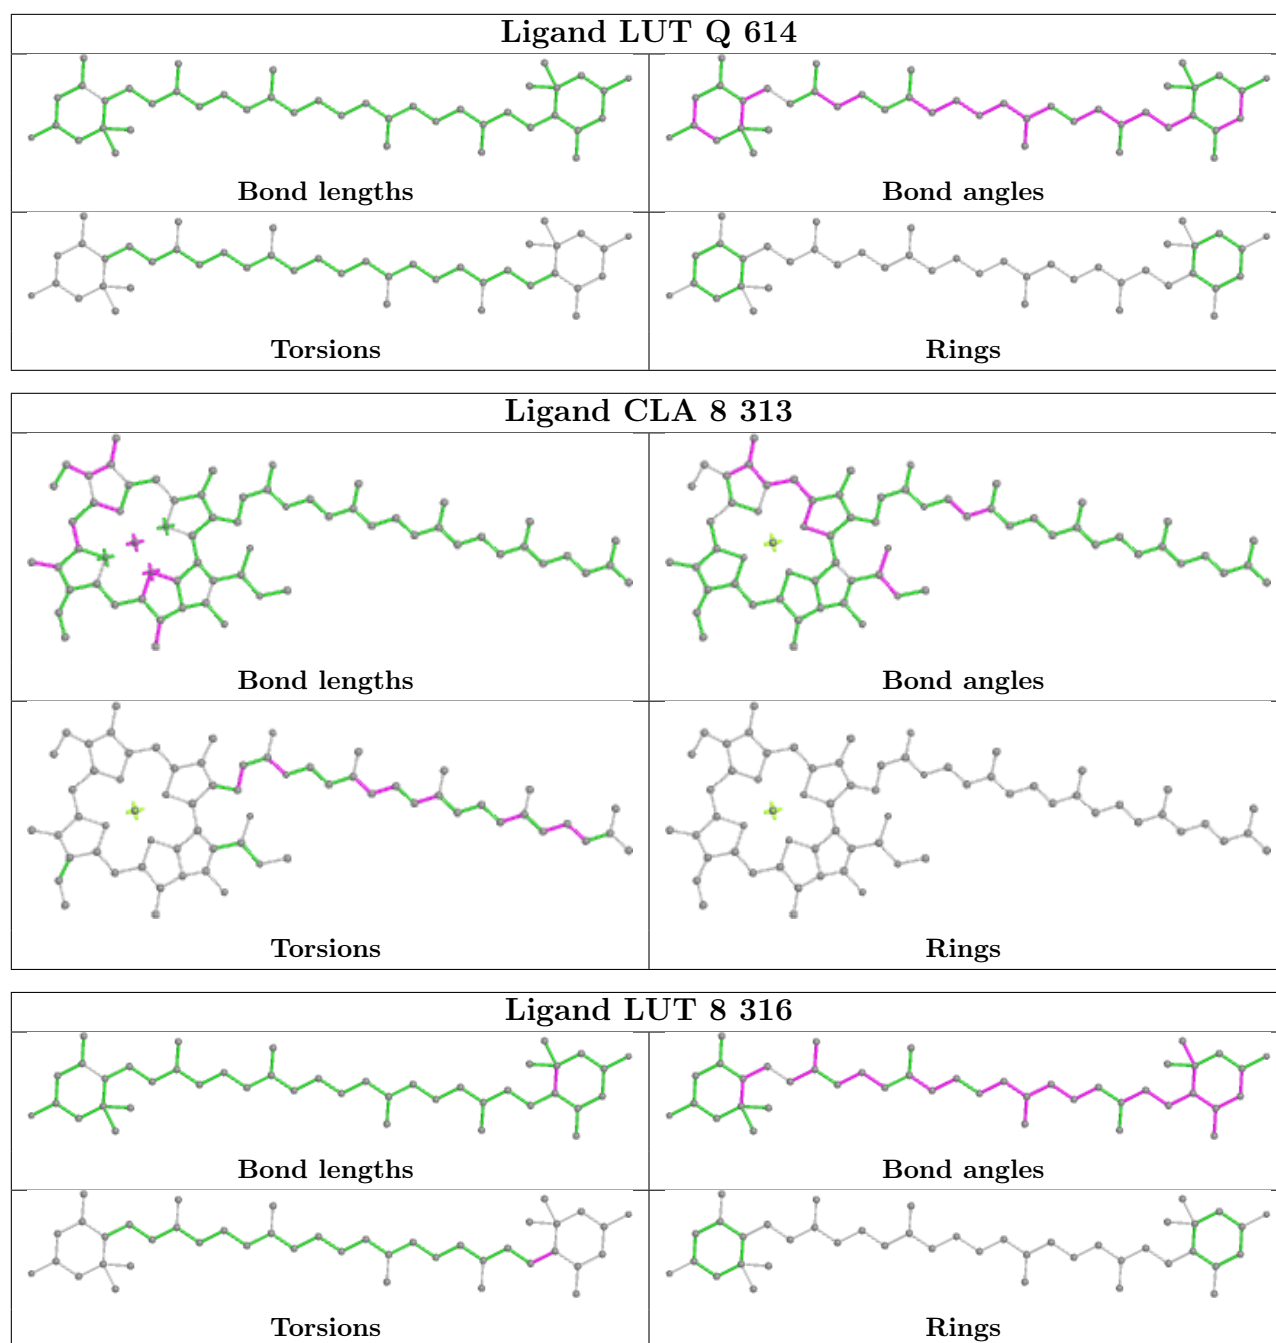 Ligand LUT Q 614
Bond lengths
Bond angles
Torsions
Rings
Ligand CLA 8 313
Bond lengths
Bond angles
Torsions
Rings
Ligand LUT 8 316
Bond lengths
Bond angles
Torsions
Rings